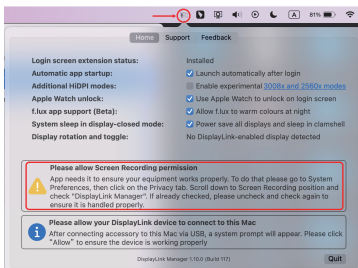 A 81%
Home Support Feedback
Login screen extension status: Installed
Automatic app startup: Launch automatically after login
Additional HiDPI modes: Enable experimental 3008x and 2560x modes
Apple Watch unlock: Use Apple Watch to unlock on login screen
f.lux app support (Beta): Allow f.lux to warm colours at night
System sleep in display-closed mode: Power save all displays and sleep in clamshell
Display rotation and toggle: No DisplayLink-enabled display detected
Please allow Screen Recording permission
App needs it to ensure your equipment works properly. To do that please go to System
Preferences, then click on the Privacy tab. Scroll down to Screen Recording position and
check "DisplayLink Manager". If already checked, please uncheck and check again to
ensure it is handled properly.
Please allow your DisplayLink device to connect to this Mac
After connecting accessory to this Mac via USB, a system prompt will appear. Please click
"Allow" to ensure the device is working properly
DisplayLink Manager 1.10.0 (Build 117) Quit